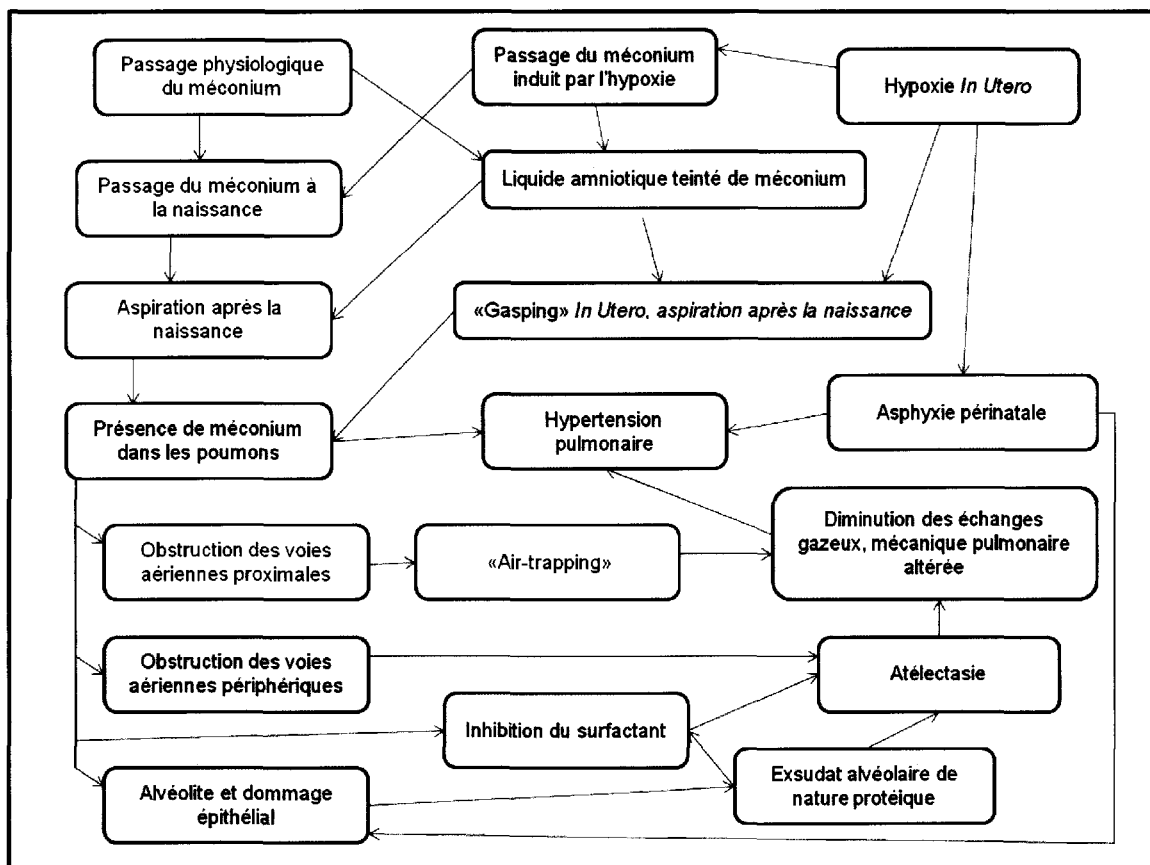 Passage physiologique
du méconium
Passage du méconium
induit par l'hypoxie
Hypoxie In Utero
Passage du méconium à
la naissance
Liquide amniotique teinté de méconium
Aspiration après la
naissance
«Gasping» In Utero, aspiration après la naissance
Présence de méconium
dans les poumons
Hypertension
pulmonaire
Asphyxie périnatale
Obstruction des voies
aériennes proximales
«Air-trapping»
Diminution des échanges
gazeux, mécanique pulmonaire
altérée
Obstruction des voies
aériennes périphériques
Atélectasie
Inhibition du surfactant
Exsudat alvéolaire de
nature protéique
Alvéolite et dommage
épithélial